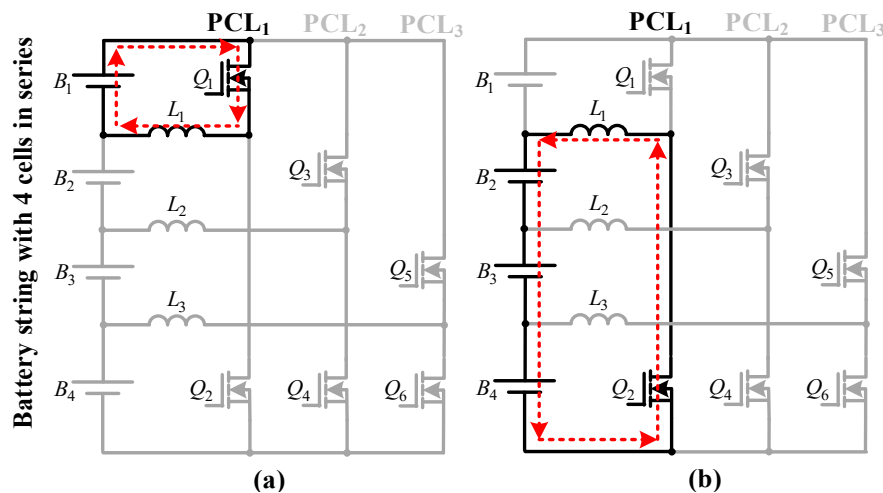 Battery string with 4 cells in series
PCL1 PCL2 PCL3
B1 Q1
L1
B2 Q3
L2
B3 Q5
L3
B4 Q2 Q4 Q6
(a)
PCL1 PCL2 PCL3
B1 Q1
L1
B2 Q3
L2
B3 Q5
L3
B4 Q2 Q4 Q6
(b)